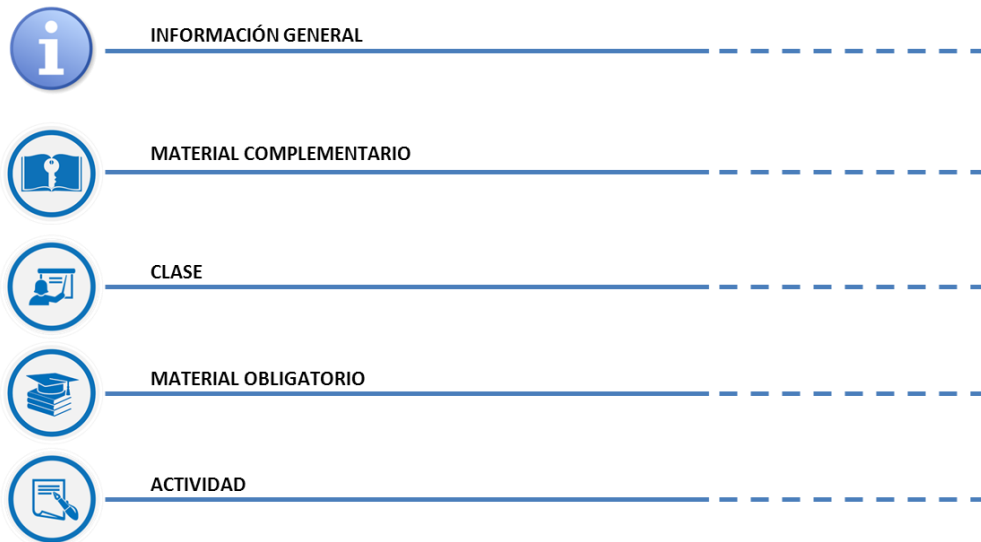 INFORMACIÓN GENERAL
MATERIAL COMPLEMENTARIO
CLASE
MATERIAL OBLIGATORIO
ACTIVIDAD